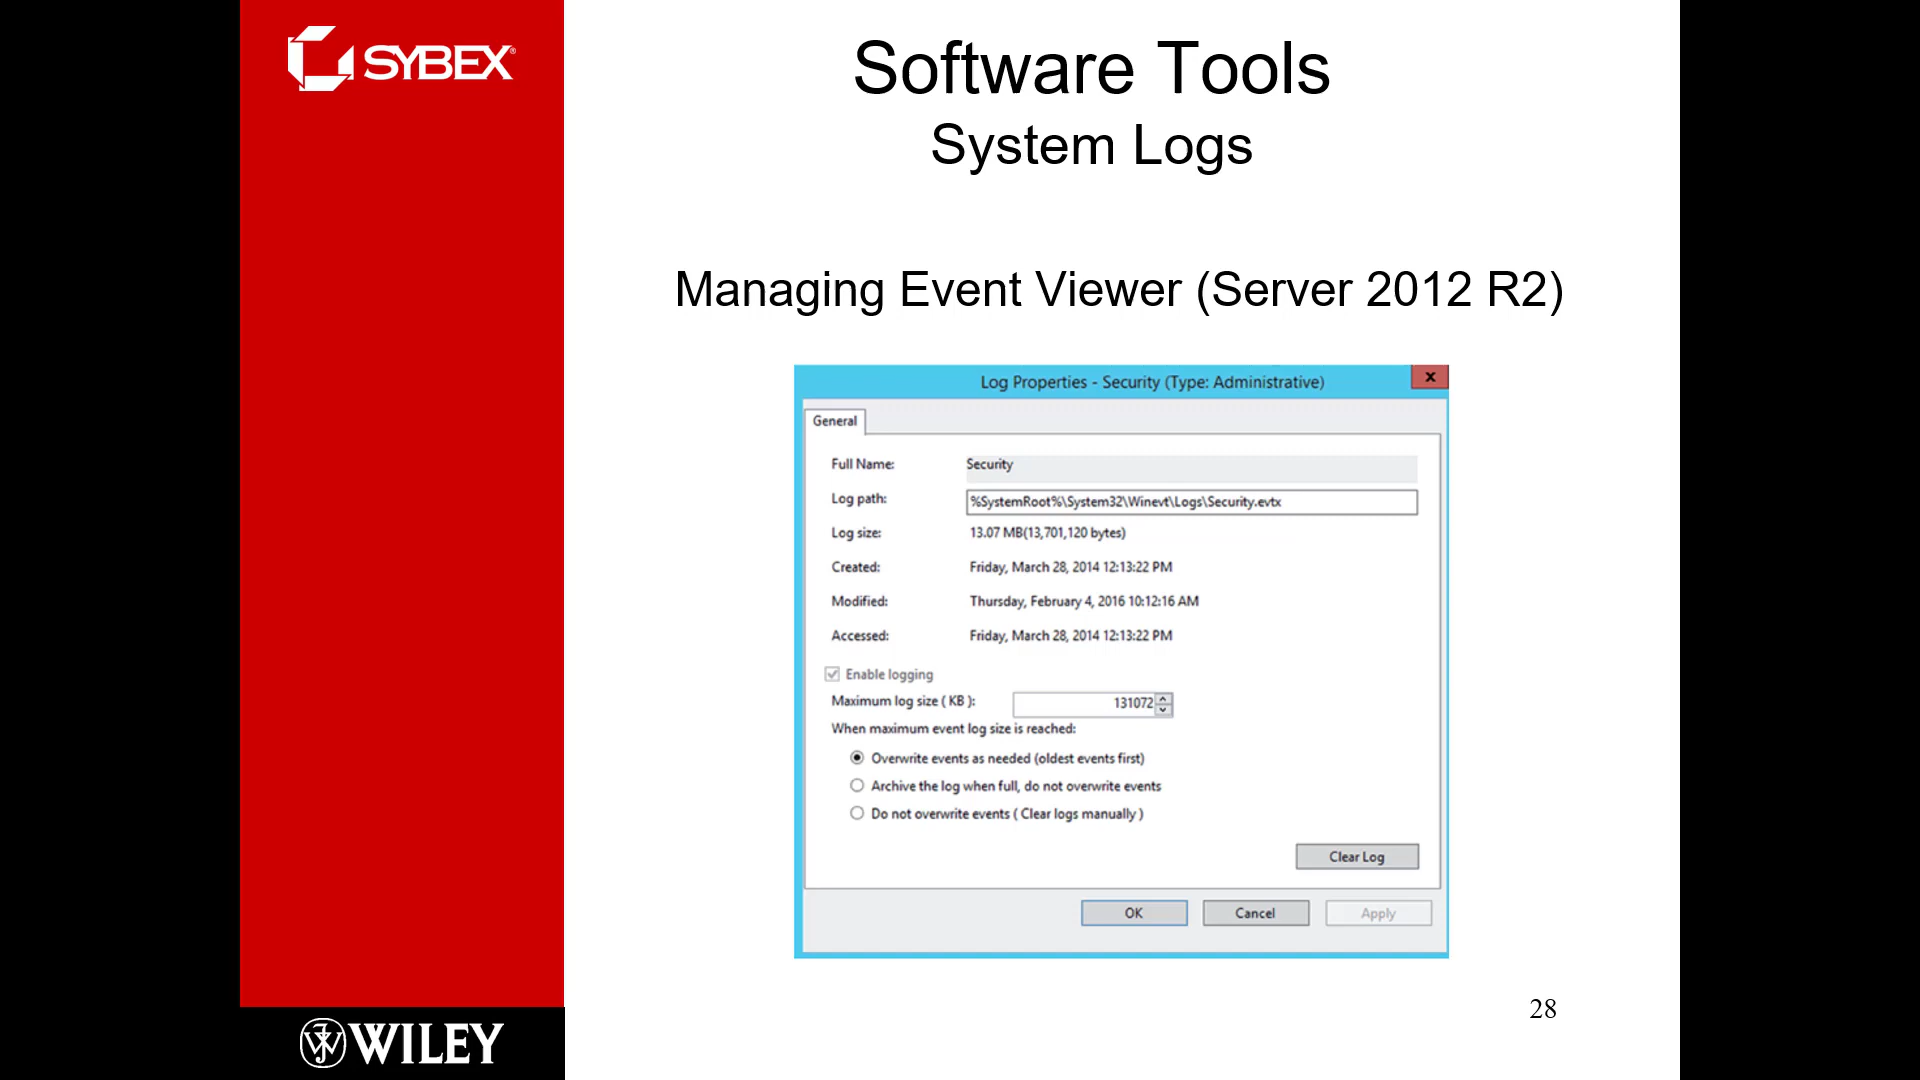 SYBEX®
Software Tools
System Logs
Managing Event Viewer (Server 2012 R2)
Log Properties - Security (Type: Administrative)
x
General
Full Name: Security
Log path: %SystemRoot%\System32\Winevt\Logs\Security.evtx
Log size: 13.07 MB(13,701,120 bytes)
Created: Friday, March 28, 2014 12:13:22 PM
Modified: Thursday, February 4, 2016 10:12:16 AM
Accessed: Friday, March 28, 2014 12:13:22 PM
Enable logging
Maximum log size ( KB ): 131072
When maximum event log size is reached:
Overwrite events as needed (oldest events first)
Archive the log when full, do not overwrite events
Do not overwrite events ( Clear logs manually )
Clear Log
OK Cancel Apply
28
WILEY